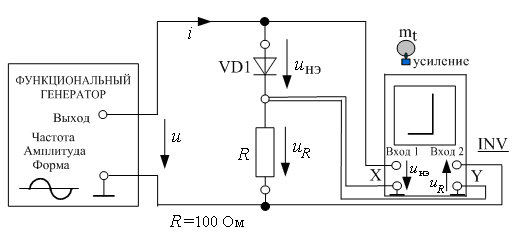 i
m_t
усиление
VD1
u_НЭ
ФУНКЦИОНАЛЬНЫЙ
ГЕНЕРАТОР
Выход
Частота
Амплитуда
Форма
u
R
u_R
Вход 1
Вход 2
INV
X
u_нэ
u_R
Y
R=100 Ом